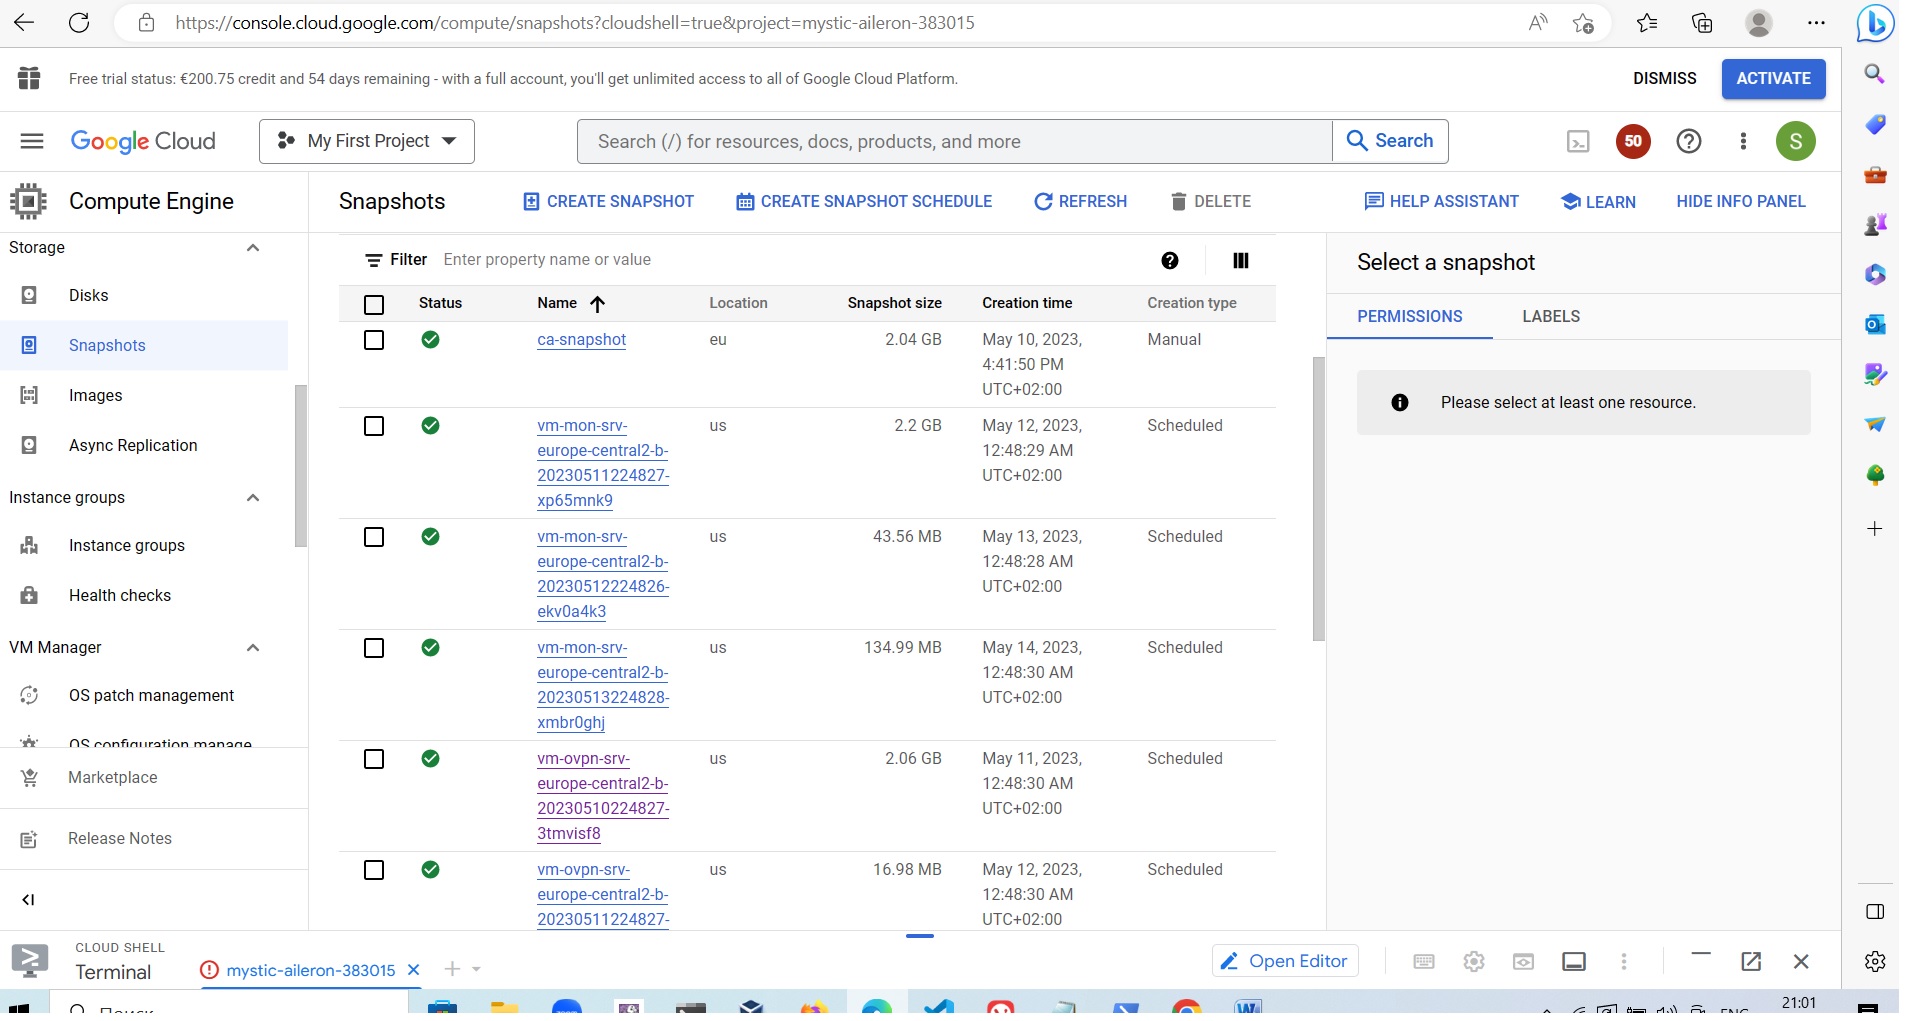 https://console.cloud.google.com/compute/snapshots?cloudshell=true&project=mystic-aileron-383015
Free trial status: €200.75 credit and 54 days remaining - with a full account, you'll get unlimited access to all of Google Cloud Platform.
DISMISS
ACTIVATE
Google Cloud
My First Project
Search (/) for resources, docs, products, and more
Search
50
S
Compute Engine
Snapshots
CREATE SNAPSHOT
CREATE SNAPSHOT SCHEDULE
REFRESH
DELETE
HELP ASSISTANT
LEARN
HIDE INFO PANEL
Storage
Disks
Snapshots
Images
Async Replication
Instance groups
Instance groups
Health checks
VM Manager
OS patch management
OS configuration manage
Marketplace
Release Notes
Filter Enter property name or value
Status Name Location Snapshot size Creation time Creation type
ca-snapshot eu 2.04 GB May 10, 2023, Manual
4:41:50 PM
UTC+02:00
vm-mon-srv- us 2.2 GB May 12, 2023, Scheduled
europe-central2-b- 12:48:29 AM
20230511224827- UTC+02:00
xp65mnk9
vm-mon-srv- us 43.56 MB May 13, 2023, Scheduled
europe-central2-b- 12:48:28 AM
20230512224826- UTC+02:00
ekv0a4k3
vm-mon-srv- us 134.99 MB May 14, 2023, Scheduled
europe-central2-b- 12:48:30 AM
20230513224828- UTC+02:00
xmbr0ghj
vm-ovpn-srv- us 2.06 GB May 11, 2023, Scheduled
europe-central2-b- 12:48:30 AM
20230510224827- UTC+02:00
3tmvisf8
vm-ovpn-srv- us 16.98 MB May 12, 2023, Scheduled
europe-central2-b- 12:48:30 AM
20230511224827- UTC+02:00
Select a snapshot
PERMISSIONS
LABELS
Please select at least one resource.
CLOUD SHELL
Terminal
mystic-aileron-383015
Open Editor
Поиск
ENG
21:01